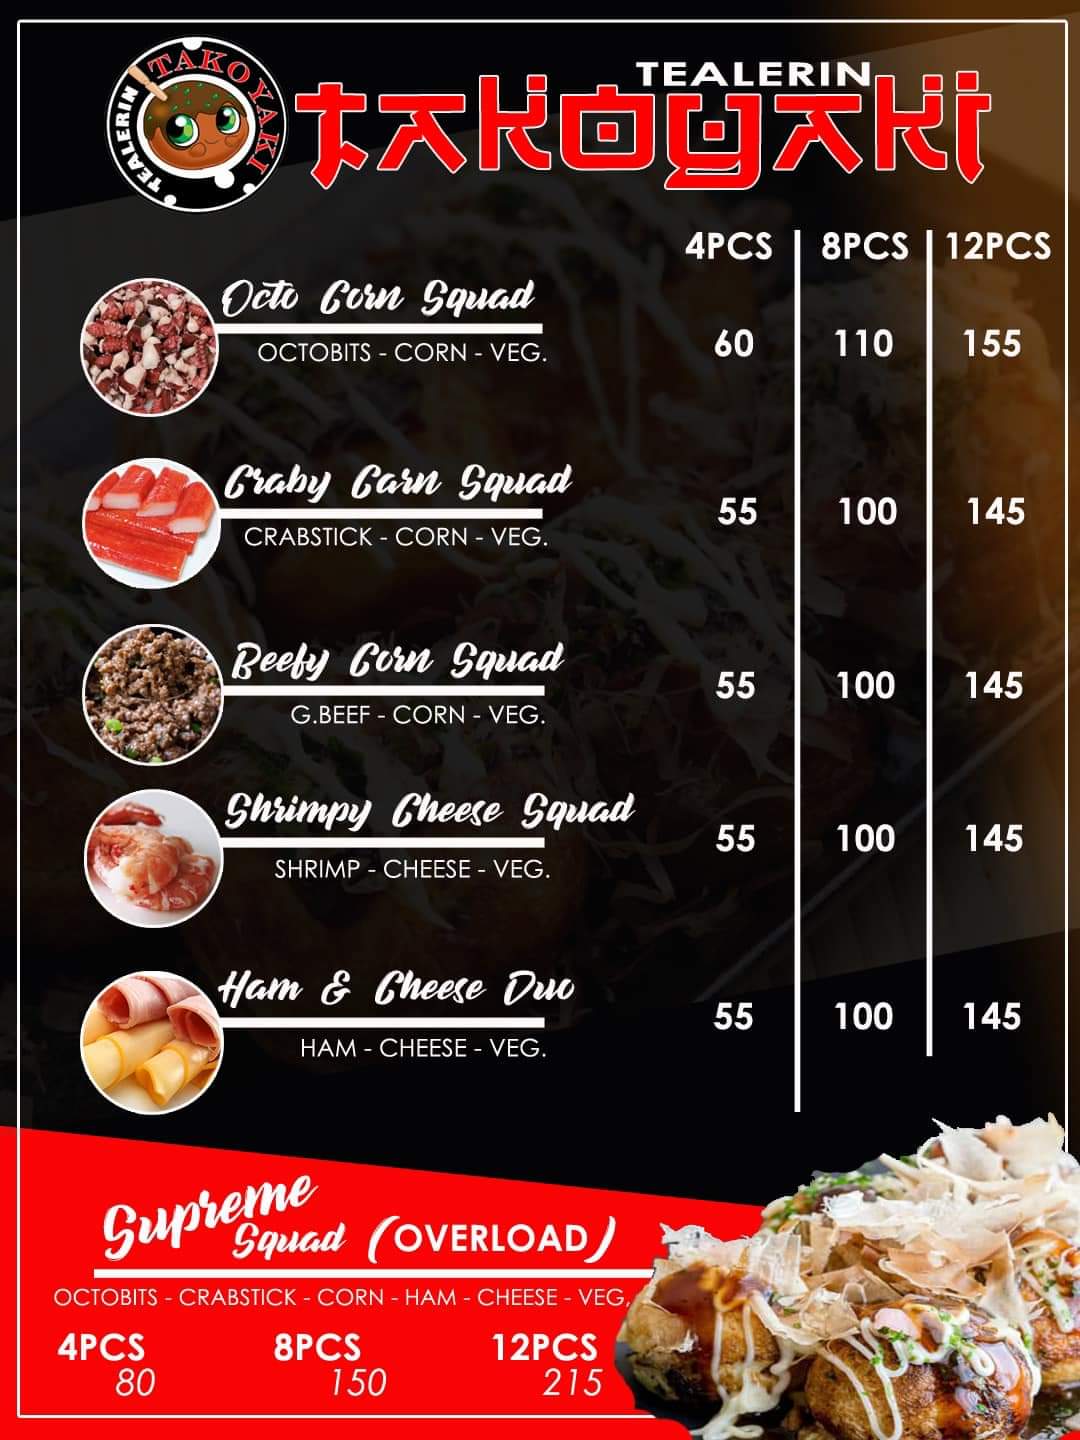 TEALERIN TAKOYAKI
TEALERIN
TAKOYAKI
4PCS 8PCS 12PCS
Octo Corn Squad
OCTOBITS - CORN - VEG.
60 110 155
Craby Carn Squad
CRABSTICK - CORN - VEG.
55 100 145
Beefy Corn Squad
G.BEEF - CORN - VEG.
55 100 145
Shrimpy Cheese Squad
SHRIMP - CHEESE - VEG.
55 100 145
Ham & Cheese Duo
HAM - CHEESE - VEG.
55 100 145
Supreme
Squad (OVERLOAD)
OCTOBITS - CRABSTICK - CORN - HAM - CHEESE - VEG,
4PCS 8PCS 12PCS
80 150 215